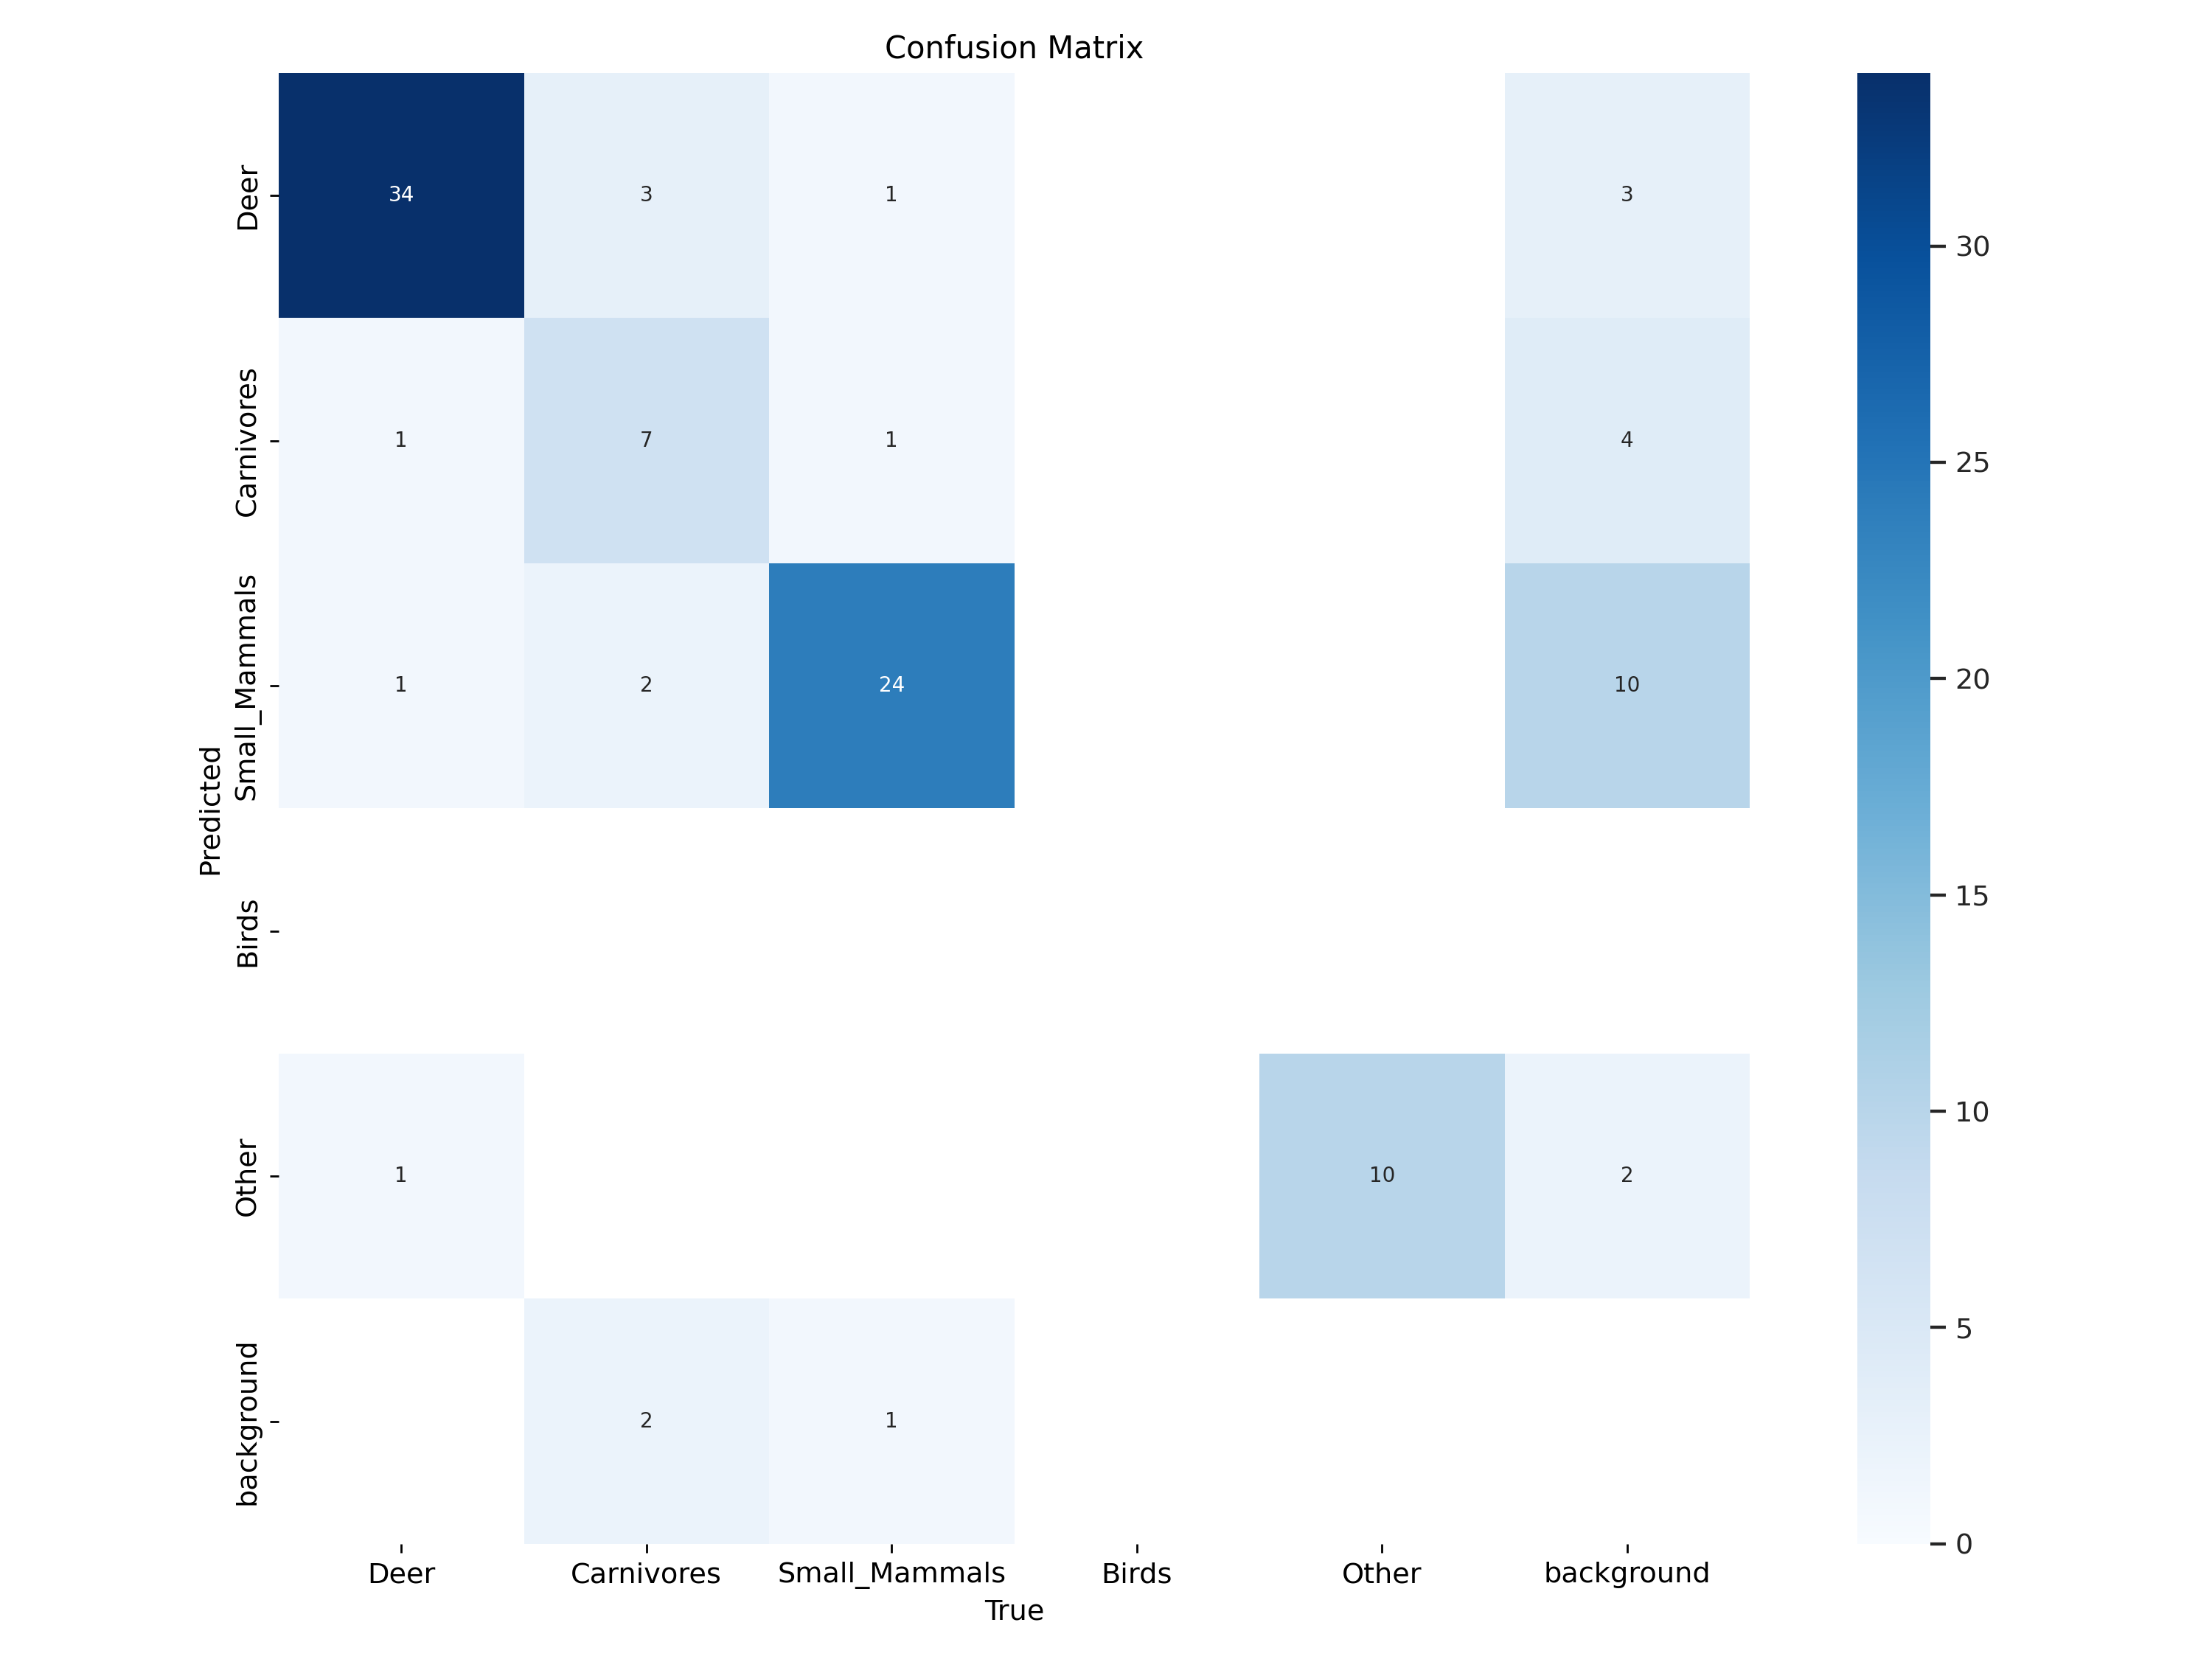 Confusion Matrix
Deer
34
3
1
3
30
Carnivores
1
7
1
4
25
Small_Mammals
1
2
24
10
20
Predicted
Birds
15
Other
1
10
2
10
background
2
1
5
0
Deer
Carnivores
Small_Mammals
Birds
Other
background
True